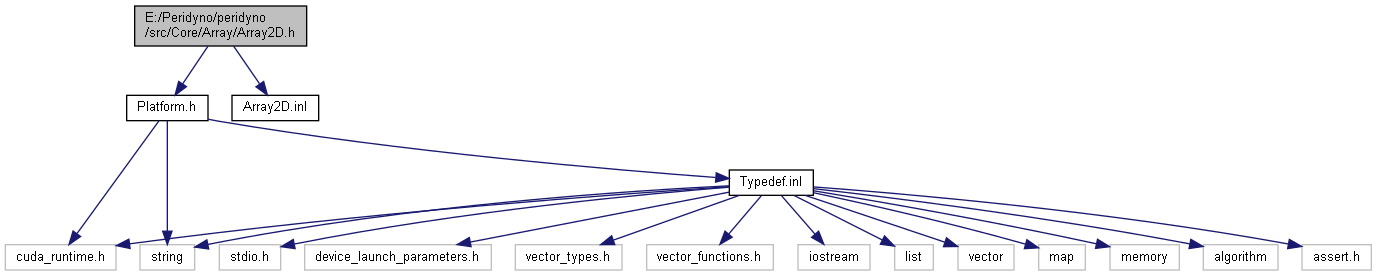 E:/Peridyno/peridyno
/src/Core/Array/Array2D.h
Platform.h
Array2D.inl
Typedef.inl
cuda_runtime.h
string
stdio.h
device_launch_parameters.h
vector_types.h
vector_functions.h
iostream
list
vector
map
memory
algorithm
assert.h